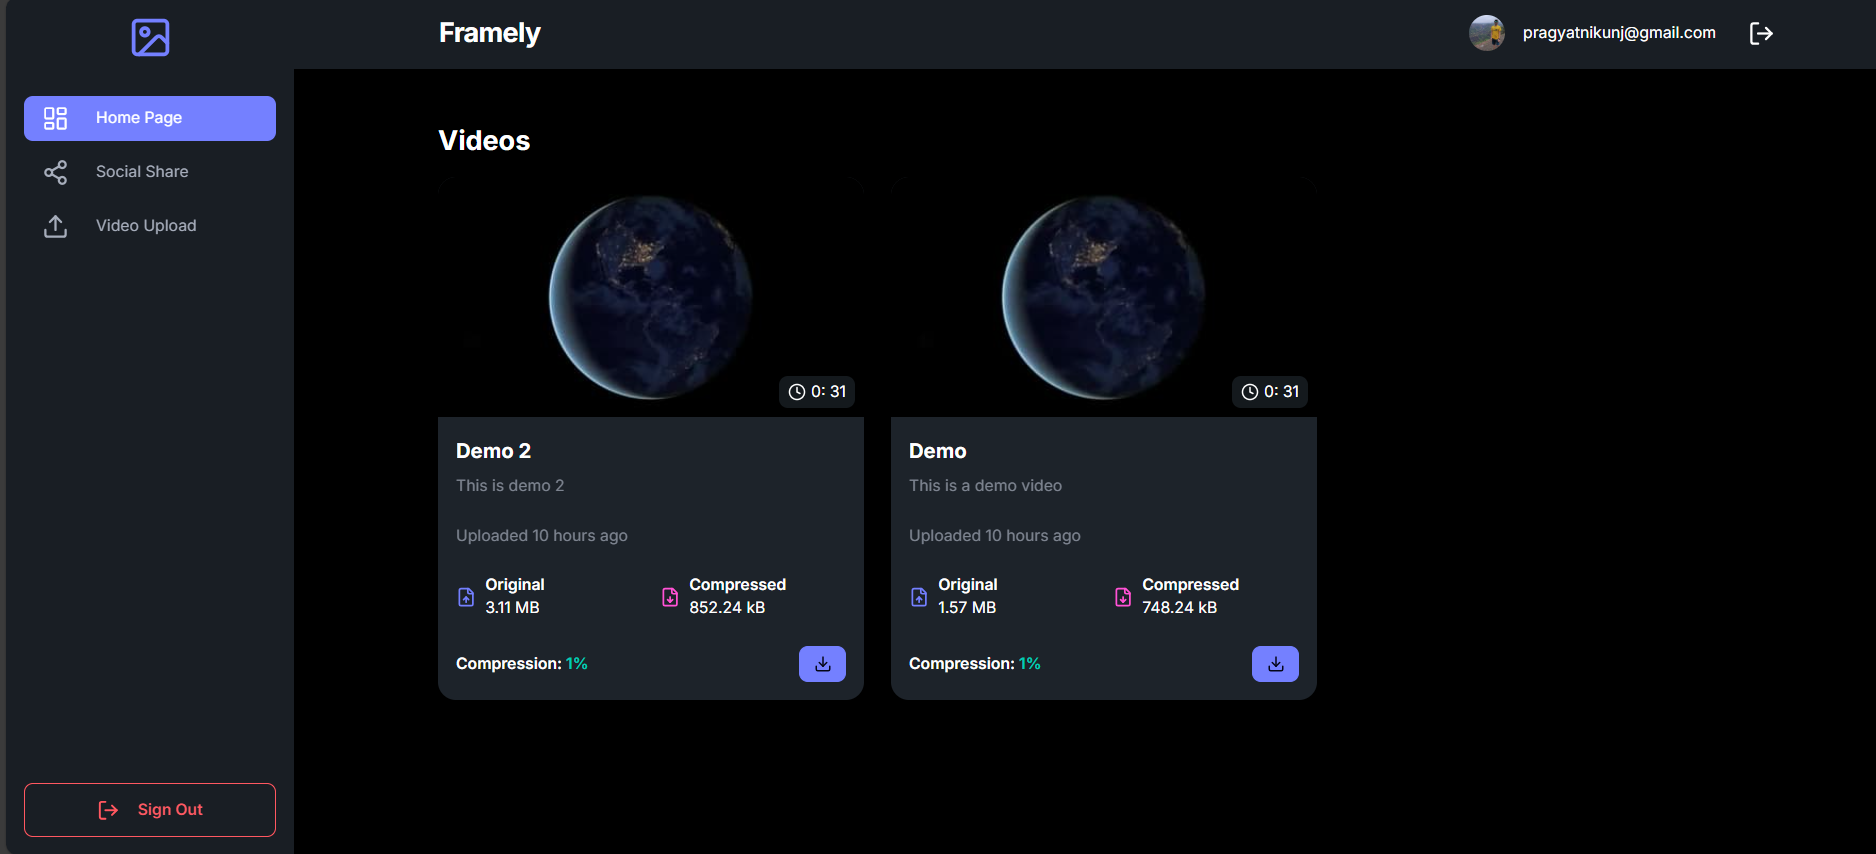 Framely
pragyatnikunj@gmail.com
Home Page
Social Share
Video Upload
Sign Out
Videos
0: 31
Demo 2
This is demo 2
Uploaded 10 hours ago
Original
3.11 MB
Compressed
852.24 kB
Compression: 1%
0: 31
Demo
This is a demo video
Uploaded 10 hours ago
Original
1.57 MB
Compressed
748.24 kB
Compression: 1%